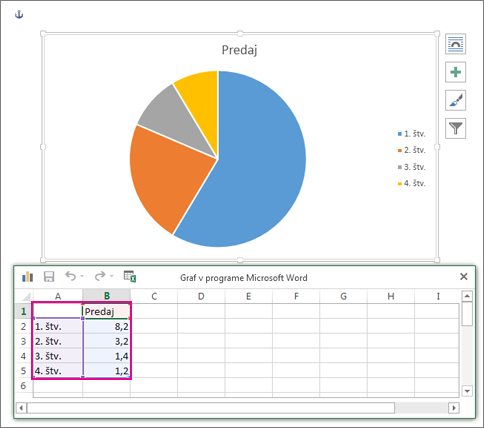 Predaj
1. štv.
2. štv.
3. štv.
4. štv.
Graf v programe Microsoft Word
A B C D E F G H I
1 Predaj
2 1. štv. 8,2
3 2. štv. 3,2
4 3. štv. 1,4
5 4. štv. 1,2
6